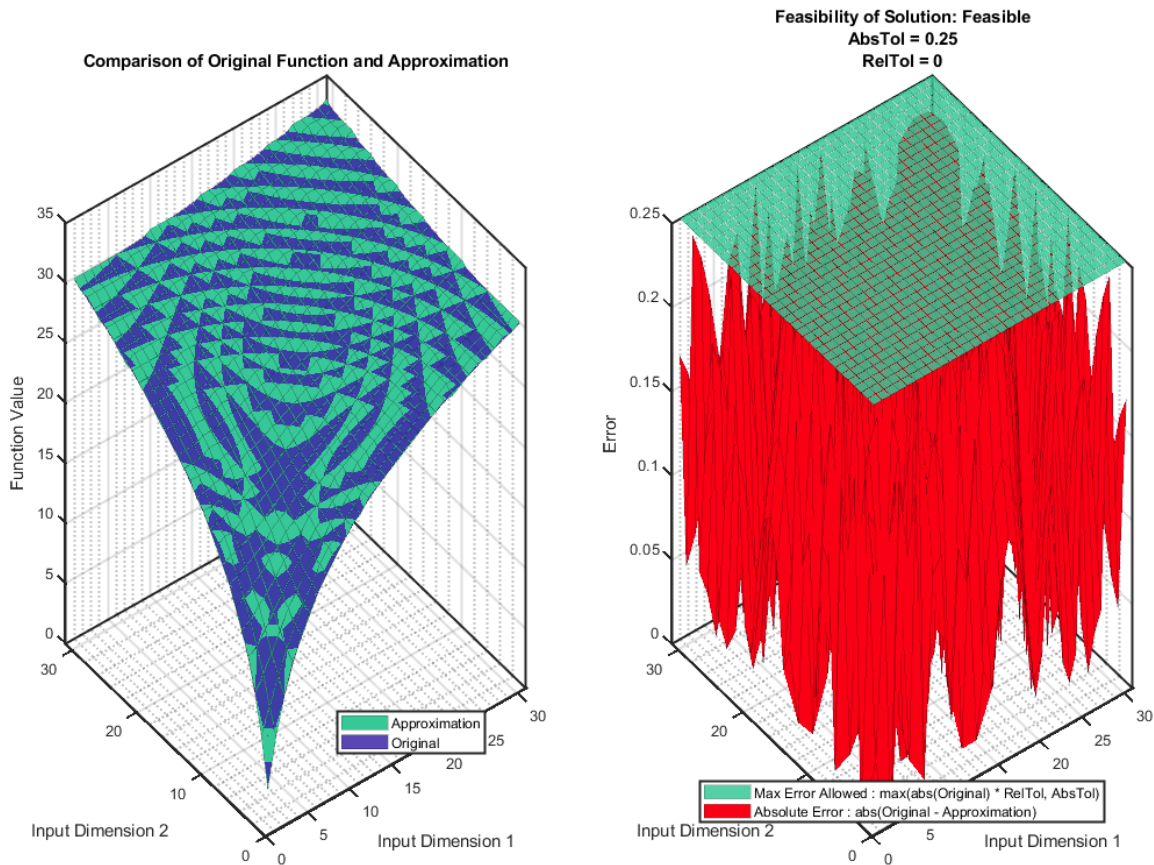 Comparison of Original Function and Approximation
35
30
25
20
15
10
5
0
Function Value
30
20
10
0
Input Dimension 2
0
5
10
15
20
25
30
Input Dimension 1
Approximation
Original
Feasibility of Solution: Feasible
AbsTol = 0.25
RelTol = 0
0.25
0.2
0.15
0.1
0.05
0
Error
30
20
0
Input Dimension 2
0
5
20
25
30
Input Dimension 1
Max Error Allowed : max(abs(Original) * RelTol, AbsTol)
Absolute Error : abs(Original - Approximation)